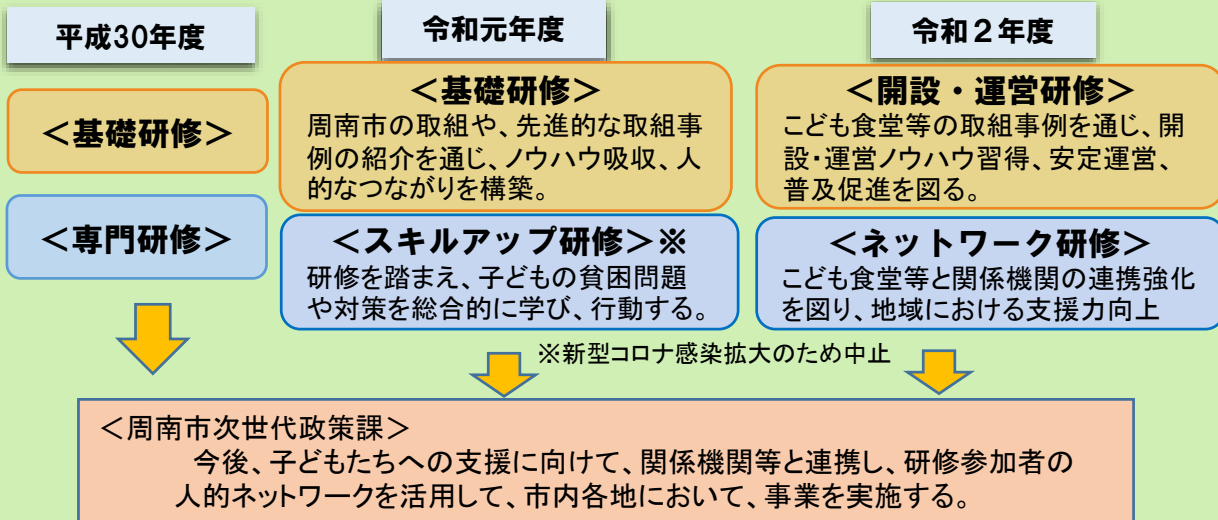 平成30年度
＜基礎研修＞
＜専門研修＞
令和元年度
＜基礎研修＞
周南市の取組や、先進的な取組事
例の紹介を通じ、ノウハウ吸収、人
的なつながりを構築。
＜スキルアップ研修＞※
研修を踏まえ、子どもの貧困問題
や対策を総合的に学び、行動する。
令和２年度
＜開設・運営研修＞
こども食堂等の取組事例を通じ、開
設・運営ノウハウ習得、安定運営、
普及促進を図る。
＜ネットワーク研修＞
こども食堂等と関係機関の連携強化
を図り、地域における支援力向上
※新型コロナ感染拡大のため中止
＜周南市次世代政策課＞
今後、子どもたちへの支援に向けて、関係機関等と連携し、研修参加者の
人的ネットワークを活用して、市内各地において、事業を実施する。